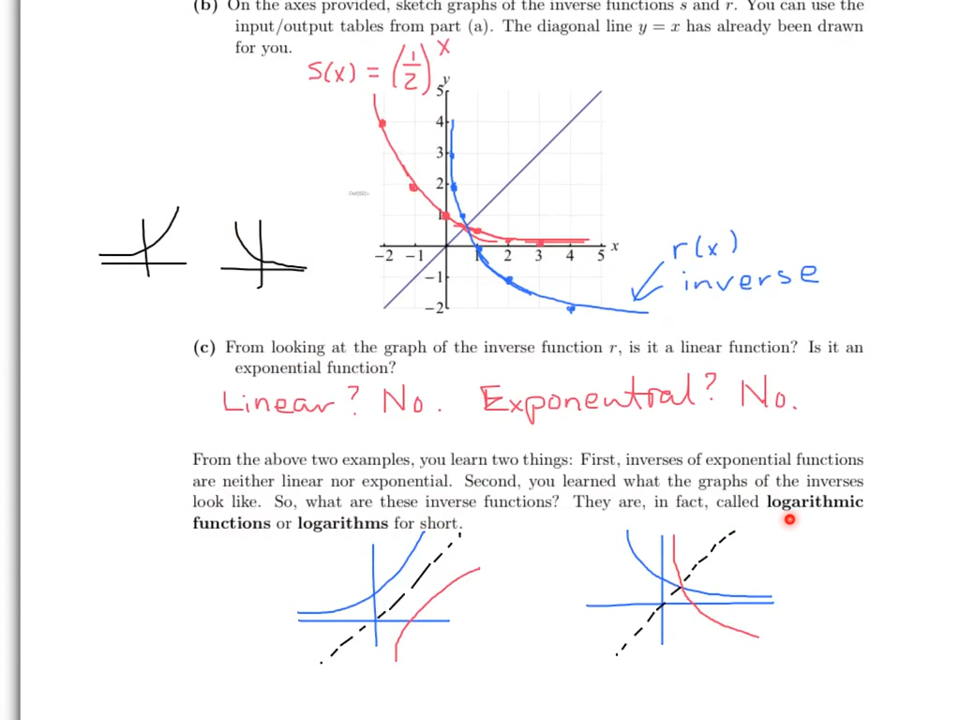 (b) On the axes provided, sketch graphs of the inverse functions s and r. You can use the
input/output tables from part (a). The diagonal line y = x has already been drawn
for you.
S(x) = (1/2)^x
y
5
4
3
2
-2 -1 1 2 3 4 5 x
-1
-2
r(x)
inverse
(c) From looking at the graph of the inverse function r, is it a linear function? Is it an
exponential function?
Linear? No. Exponential? No.
From the above two examples, you learn two things: First, inverses of exponential functions
are neither linear nor exponential. Second, you learned what the graphs of the inverses
look like. So, what are these inverse functions? They are, in fact, called logarithmic
functions or logarithms for short.